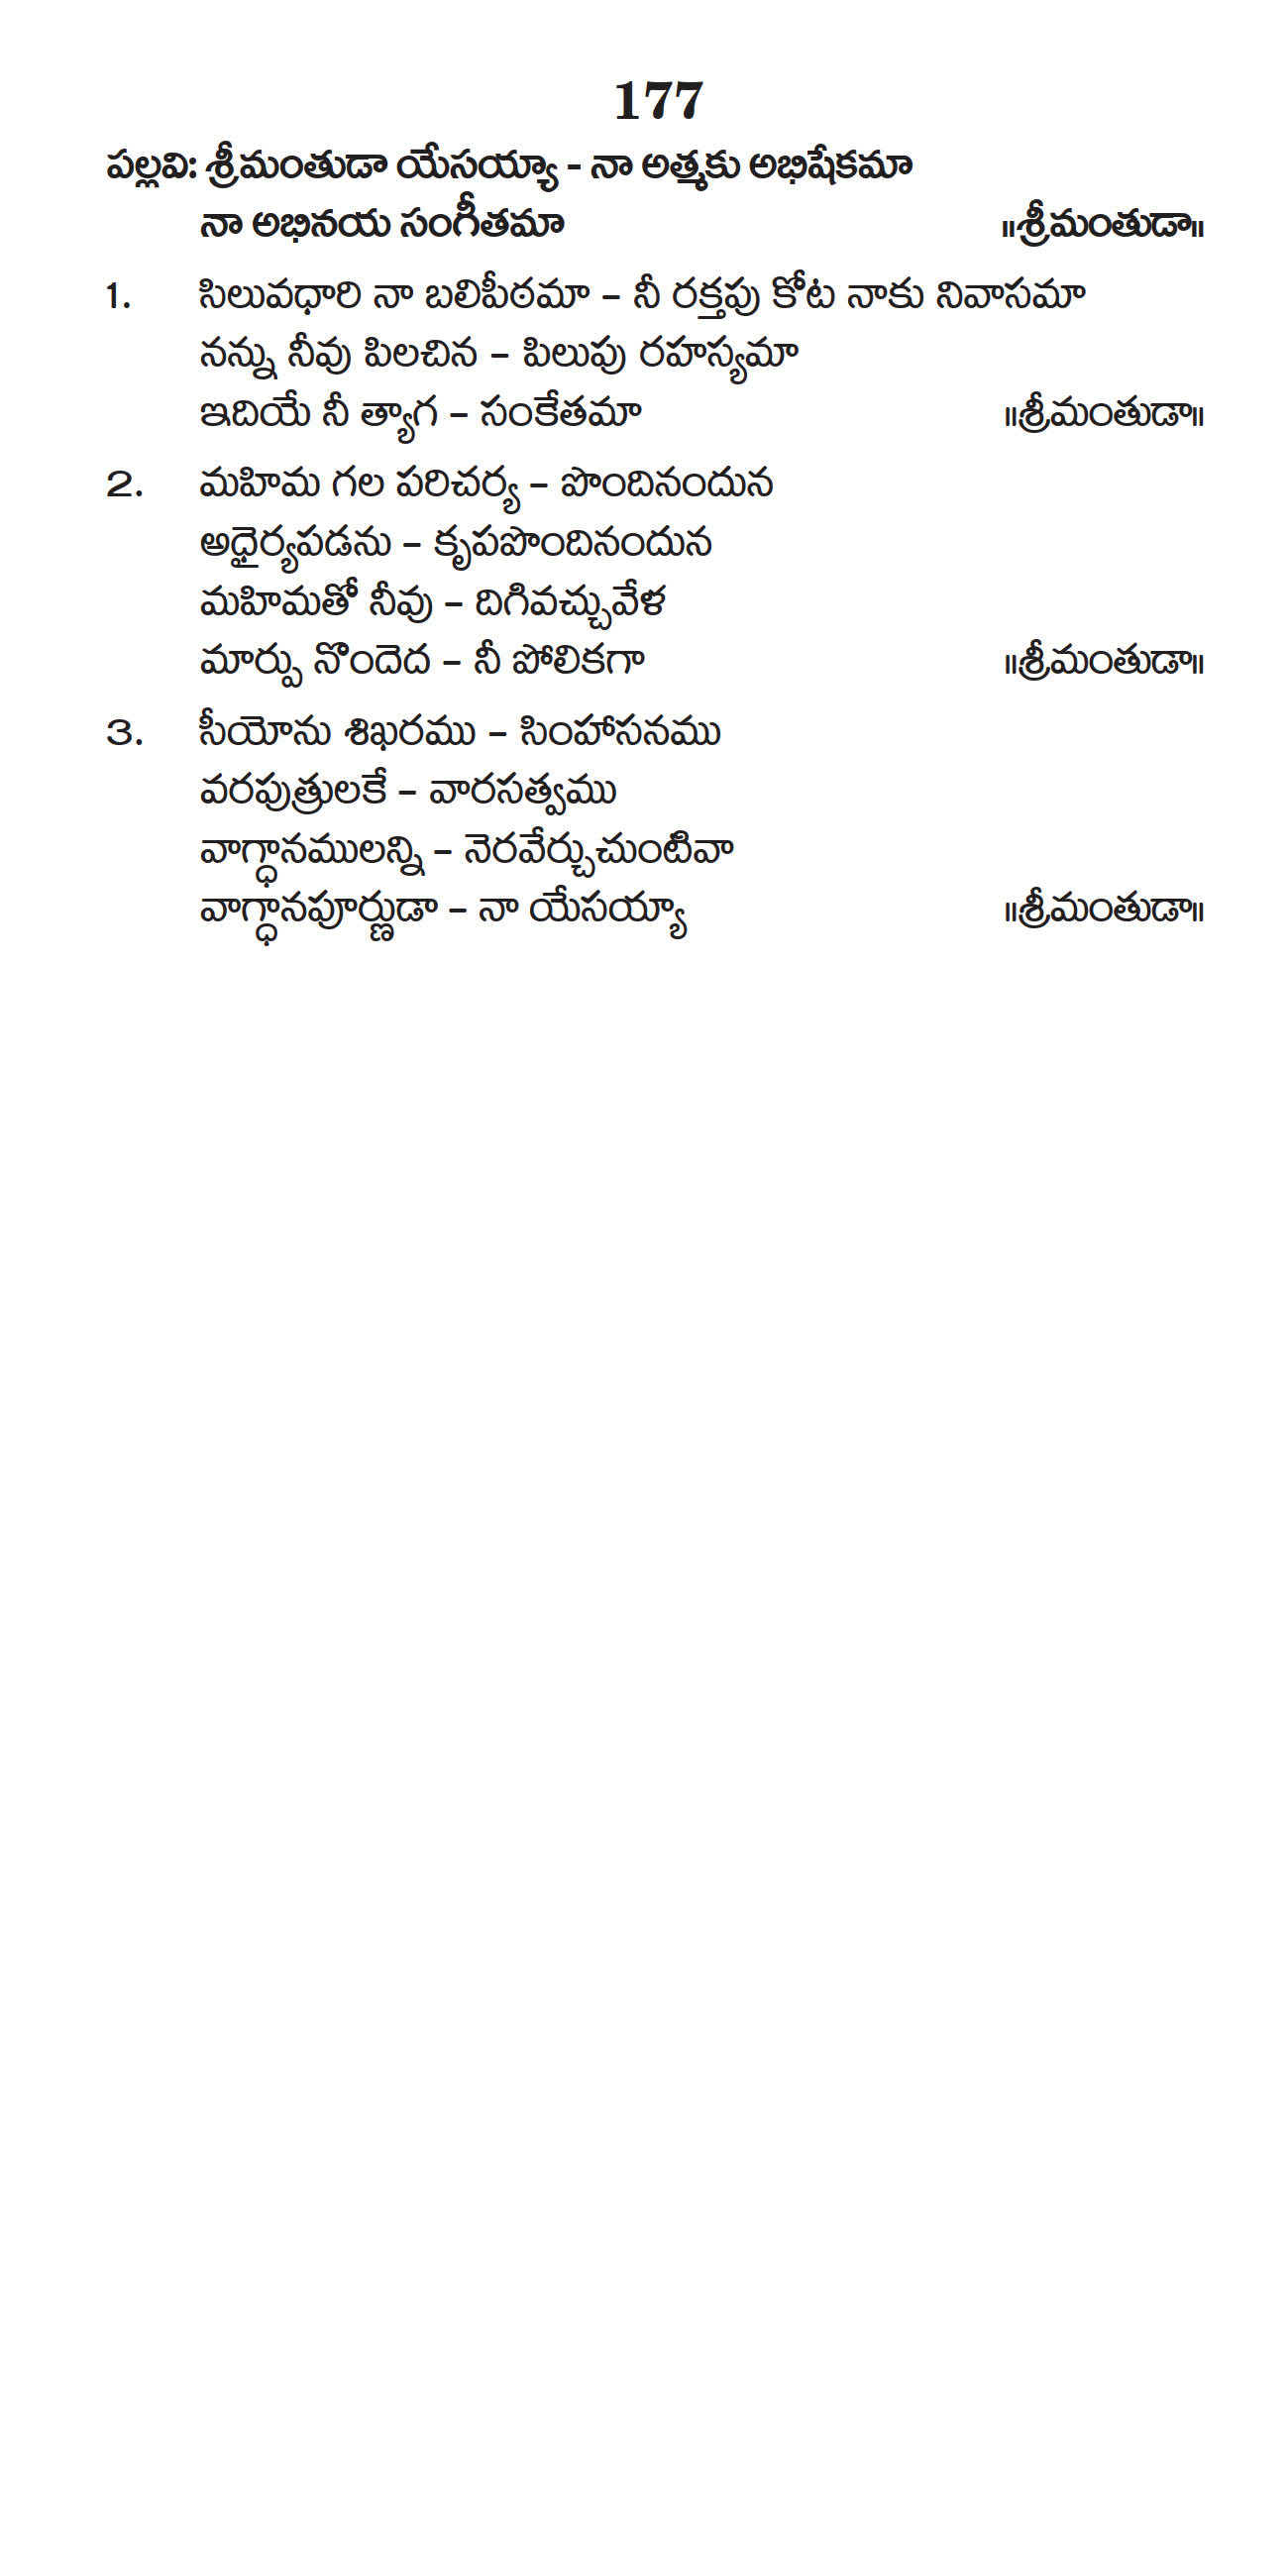 177
పల్లవి: శ్రీమంతుడా యేసయ్యా - నా అత్మకు అభిషేకమా
నా అభినయ సంగీతమా ॥శ్రీమంతుడా॥
1. సిలువధారి నా బలిపీఠమా – నీ రక్తపు కోట నాకు నివాసమా
నన్ను నీవు పిలచిన – పిలుపు రహస్యమా
ఇదియే నీ త్యాగ – సంకేతమా ॥శ్రీమంతుడా॥
2. మహిమ గల పరిచర్య – పొందినందున
అధైర్యపడను – కృపపొందినందున
మహిమతో నీవు – దిగివచ్చువేళ
మార్పు నొందెద – నీ పోలికగా ॥శ్రీమంతుడా॥
3. సీయోను శిఖరము – సింహాసనము
వరపుత్రులకే – వారసత్వము
వాగ్ధానములన్ని – నెరవేర్చుచుంటివా
వాగ్ధానపూర్ణుడా – నా యేసయ్యా ॥శ్రీమంతుడా॥